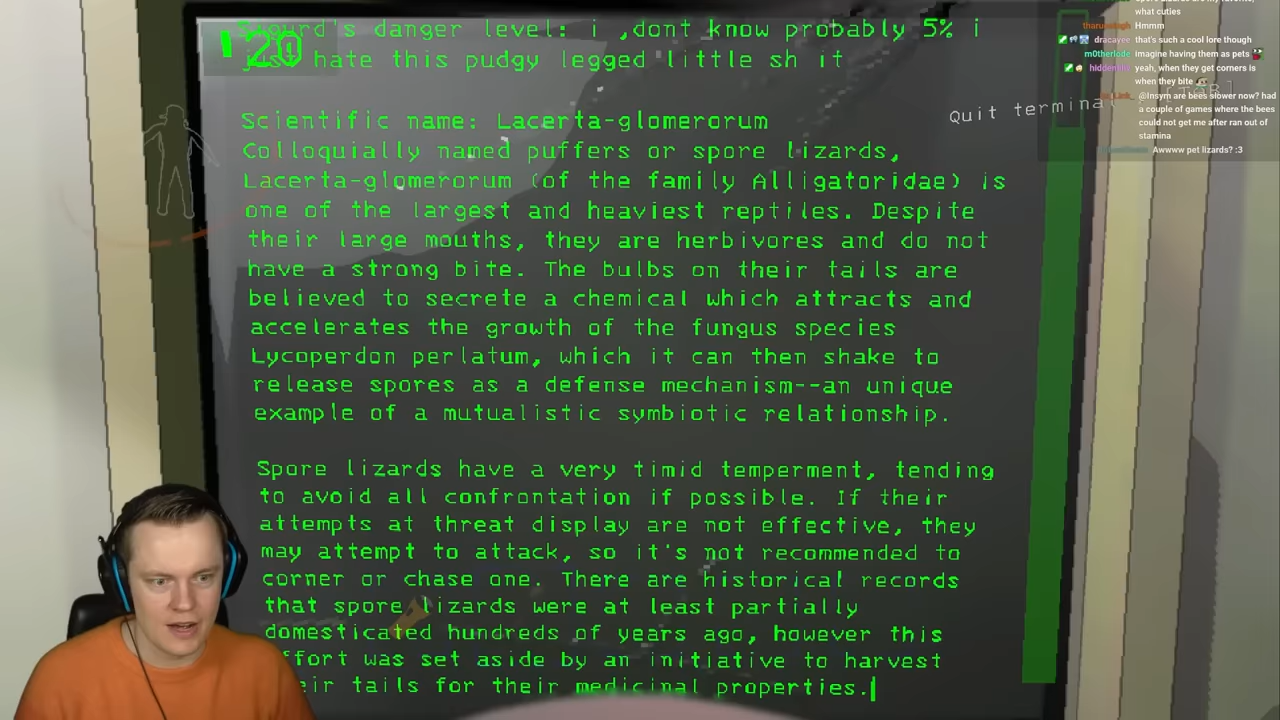 danger level: i ,dont know probably 5% i
'20
hate this pudgy legged little sh it
Scientific name: Lacerta-glomerorum
Colloquially named puffers or spore lizards,
Lacerta-glomerorum (of the family Alligatoridae) is
one of the largest and heaviest reptiles. Despite
their large mouths, they are herbivores and do not
have a strong bite. The bulbs on their tails are
believed to secrete a chemical which attracts and
accelerates the growth of the fungus species
Lycoperdon perlatum, which it can then shake to
release spores as a defense mechanism--an unique
example of a mutualistic symbiotic relationship.
Spore lizards have a very timid temperment, tending
to avoid all confrontation if possible. If their
attempts at threat display are not effective, they
may attempt to attack, so it's not recommended to
corner or chase one. There are historical records
that spore lizards were at least partially
domesticated hundreds of years ago, however this
ffort was set aside by an initiative to harvest
eir tails for their medicinal properties.
Quit terminal
what cuties
Hmmm
dracayee that's such a cool lore though
m0therlode imagine having them as pets
yeah, when they get corners is
when they bite
@Insym are bees slower now? had
a couple of games where the bees
could not get me after ran out of
stamina
Awwww pet lizards? :3